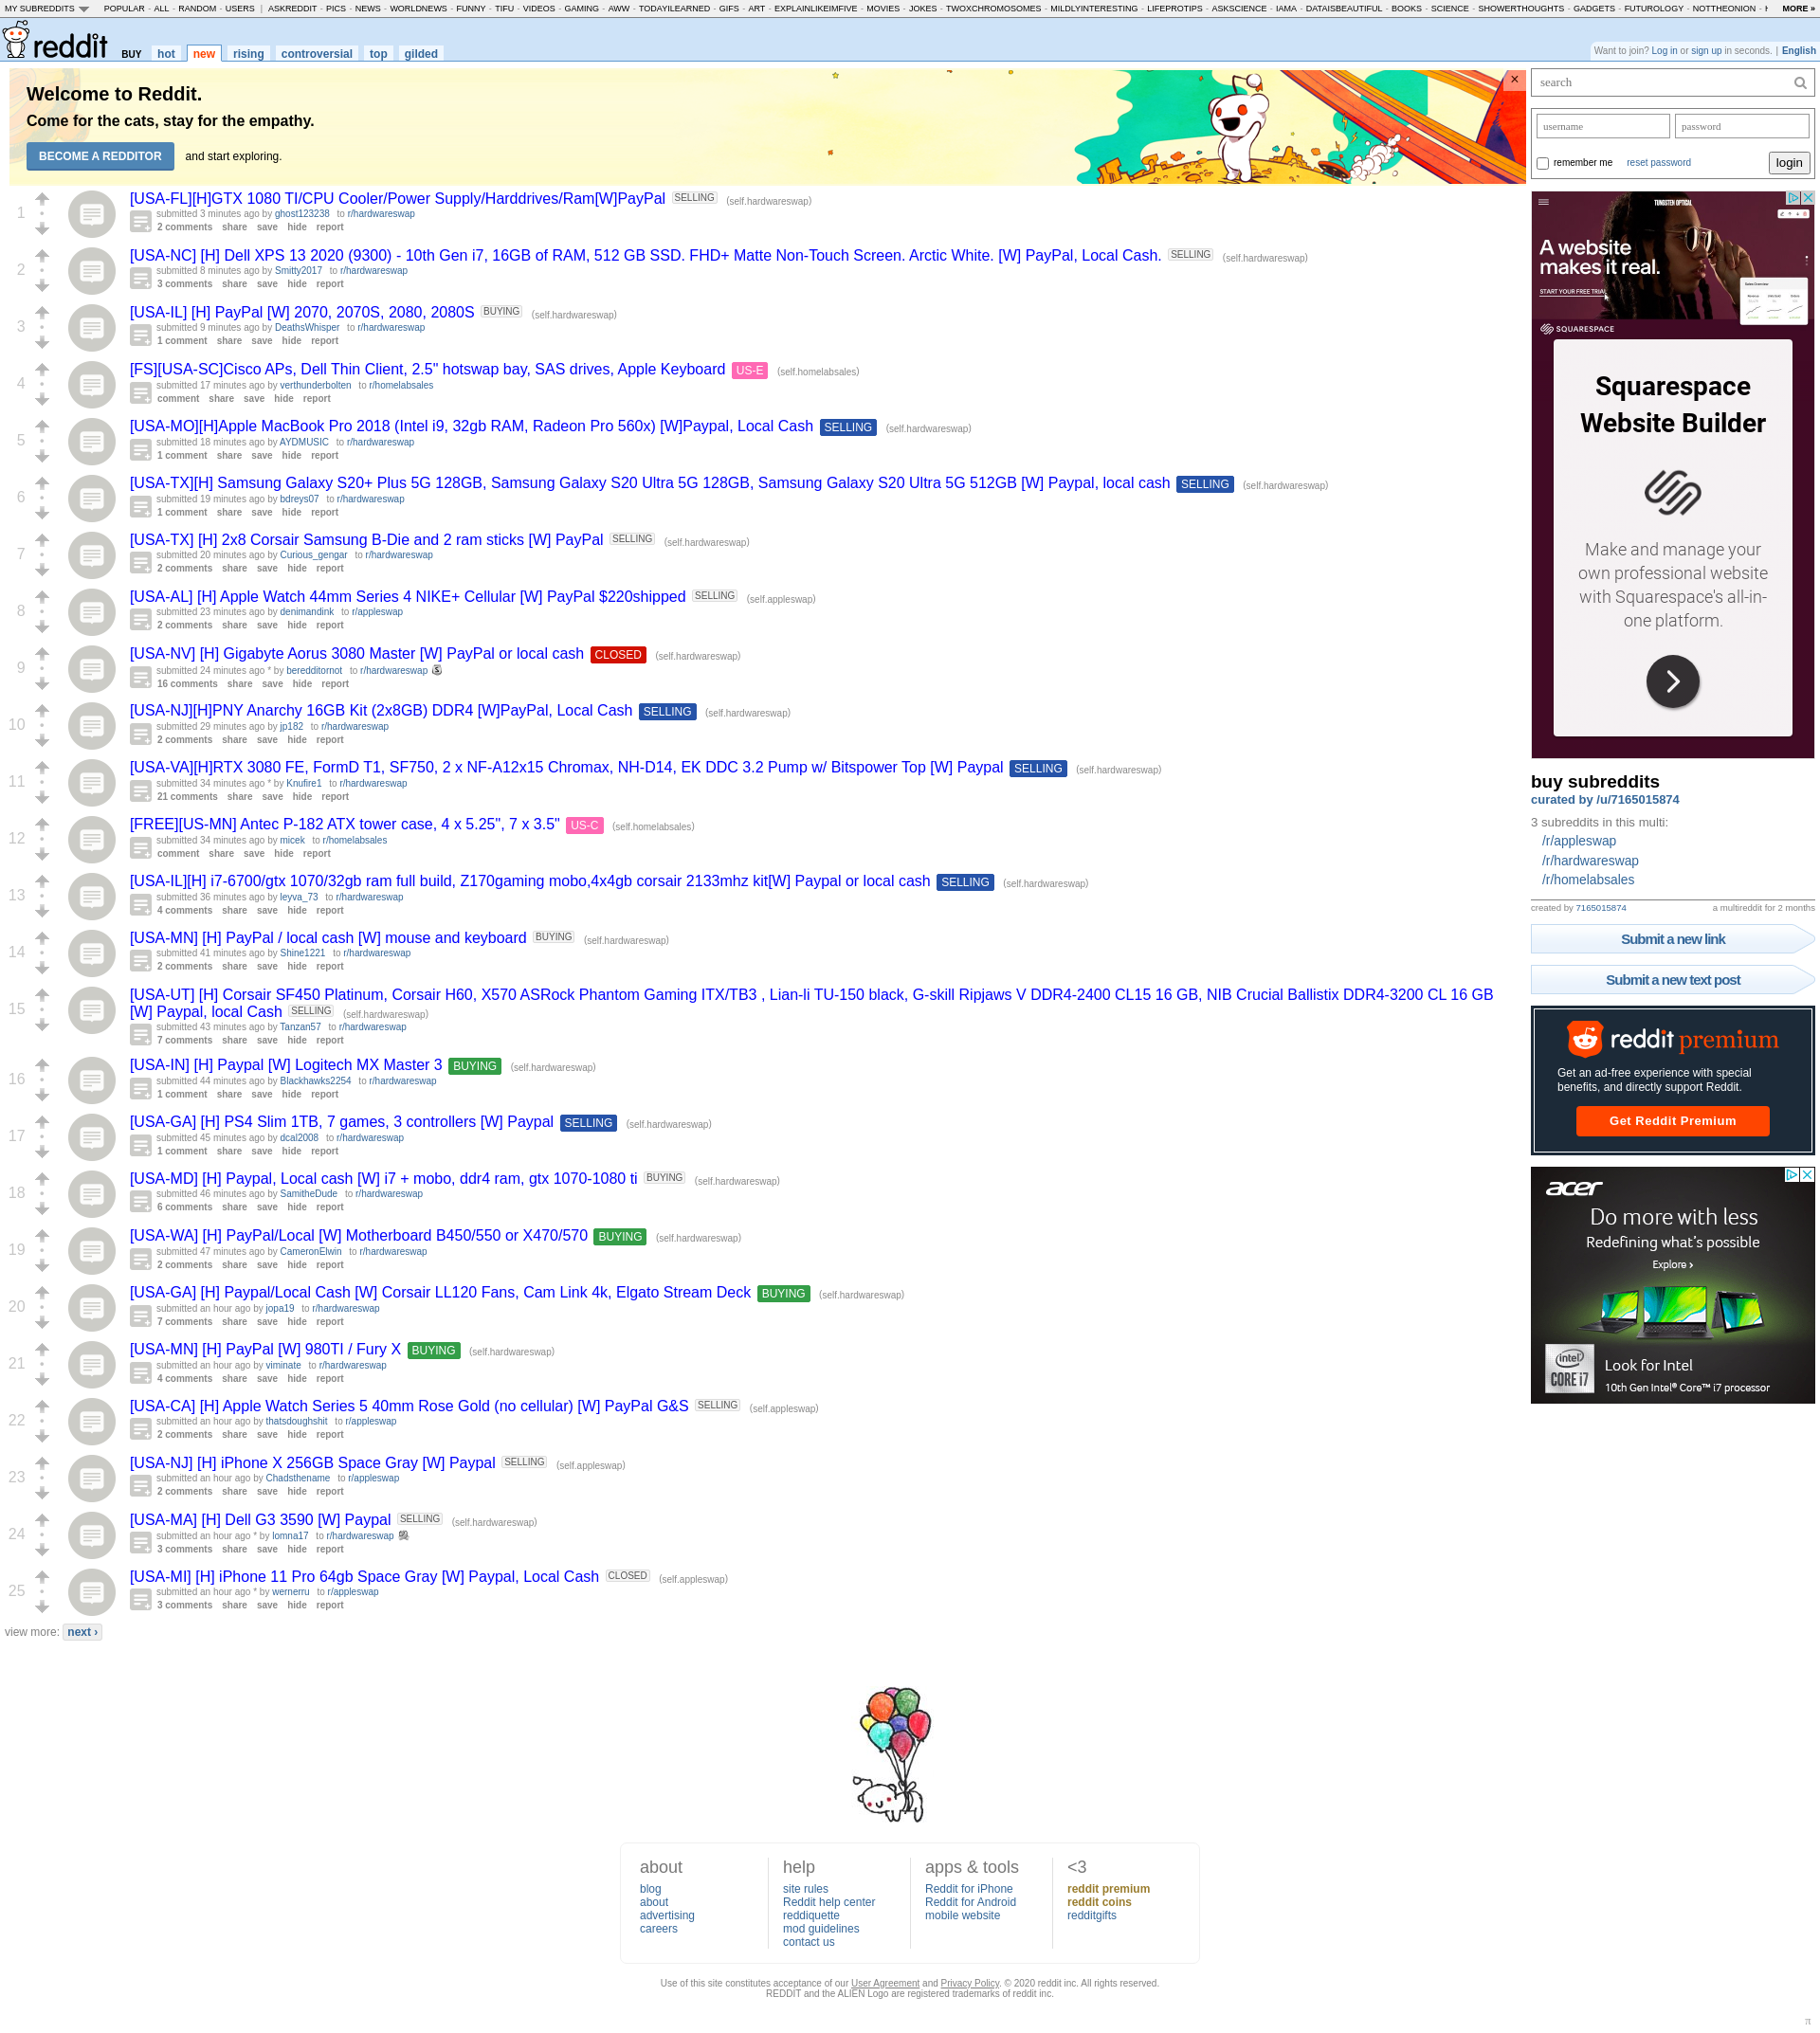 MY SUBREDDITS POPULAR - ALL - RANDOM - USERS | ASKREDDIT - PICS - NEWS - WORLDNEWS - FUNNY - TIFU - VIDEOS - GAMING - AWW - TODAYILEARNED - GIFS - ART - EXPLAINLIKEIMFIVE - MOVIES - JOKES - TWOXCHROMOSOMES - MILDLYINTERESTING - LIFEPROTIPS - ASKSCIENCE - IAMA - DATAISBEAUTIFUL - BOOKS - SCIENCE - SHOWERTHOUGHTS - GADGETS - FUTUROLOGY - NOTTHEONION - MORE »
reddit BUY hot new rising controversial top gilded
Want to join? Log in or sign up in seconds. | English
Welcome to Reddit.
Come for the cats, stay for the empathy.
BECOME A REDDITOR and start exploring.
×
1
[USA-FL][H]GTX 1080 TI/CPU Cooler/Power Supply/Harddrives/Ram[W]PayPal SELLING (self.hardwareswap)
submitted 3 minutes ago by ghost123238 to r/hardwareswap
2 comments share save hide report
2
[USA-NC] [H] Dell XPS 13 2020 (9300) - 10th Gen i7, 16GB of RAM, 512 GB SSD. FHD+ Matte Non-Touch Screen. Arctic White. [W] PayPal, Local Cash. SELLING (self.hardwareswap)
submitted 8 minutes ago by Smitty2017 to r/hardwareswap
3 comments share save hide report
3
[USA-IL] [H] PayPal [W] 2070, 2070S, 2080, 2080S BUYING (self.hardwareswap)
submitted 9 minutes ago by DeathsWhisper to r/hardwareswap
1 comment share save hide report
4
[FS][USA-SC]Cisco APs, Dell Thin Client, 2.5" hotswap bay, SAS drives, Apple Keyboard US-E (self.homelabsales)
submitted 17 minutes ago by verthunderbolten to r/homelabsales
comment share save hide report
5
[USA-MO][H]Apple MacBook Pro 2018 (Intel i9, 32gb RAM, Radeon Pro 560x) [W]Paypal, Local Cash SELLING (self.hardwareswap)
submitted 18 minutes ago by AYDMUSIC to r/hardwareswap
1 comment share save hide report
6
[USA-TX][H] Samsung Galaxy S20+ Plus 5G 128GB, Samsung Galaxy S20 Ultra 5G 128GB, Samsung Galaxy S20 Ultra 5G 512GB [W] Paypal, local cash SELLING (self.hardwareswap)
submitted 19 minutes ago by bdreys07 to r/hardwareswap
1 comment share save hide report
7
[USA-TX] [H] 2x8 Corsair Samsung B-Die and 2 ram sticks [W] PayPal SELLING (self.hardwareswap)
submitted 20 minutes ago by Curious_gengar to r/hardwareswap
2 comments share save hide report
8
[USA-AL] [H] Apple Watch 44mm Series 4 NIKE+ Cellular [W] PayPal $220shipped SELLING (self.appleswap)
submitted 23 minutes ago by denimandink to r/appleswap
2 comments share save hide report
9
[USA-NV] [H] Gigabyte Aorus 3080 Master [W] PayPal or local cash CLOSED (self.hardwareswap)
submitted 24 minutes ago * by beredditornot to r/hardwareswap
16 comments share save hide report
10
[USA-NJ][H]PNY Anarchy 16GB Kit (2x8GB) DDR4 [W]PayPal, Local Cash SELLING (self.hardwareswap)
submitted 29 minutes ago by jp182 to r/hardwareswap
2 comments share save hide report
11
[USA-VA][H]RTX 3080 FE, FormD T1, SF750, 2 x NF-A12x15 Chromax, NH-D14, EK DDC 3.2 Pump w/ Bitspower Top [W] Paypal SELLING (self.hardwareswap)
submitted 34 minutes ago * by Knufire1 to r/hardwareswap
21 comments share save hide report
12
[FREE][US-MN] Antec P-182 ATX tower case, 4 x 5.25", 7 x 3.5" US-C (self.homelabsales)
submitted 34 minutes ago by micek to r/homelabsales
comment share save hide report
13
[USA-IL][H] i7-6700/gtx 1070/32gb ram full build, Z170gaming mobo,4x4gb corsair 2133mhz kit[W] Paypal or local cash SELLING (self.hardwareswap)
submitted 36 minutes ago by leyva_73 to r/hardwareswap
4 comments share save hide report
14
[USA-MN] [H] PayPal / local cash [W] mouse and keyboard BUYING (self.hardwareswap)
submitted 41 minutes ago by Shine1221 to r/hardwareswap
2 comments share save hide report
15
[USA-UT] [H] Corsair SF450 Platinum, Corsair H60, X570 ASRock Phantom Gaming ITX/TB3 , Lian-li TU-150 black, G-skill Ripjaws V DDR4-2400 CL15 16 GB, NIB Crucial Ballistix DDR4-3200 CL 16 GB
[W] Paypal, local Cash SELLING (self.hardwareswap)
submitted 43 minutes ago by Tanzan57 to r/hardwareswap
7 comments share save hide report
16
[USA-IN] [H] Paypal [W] Logitech MX Master 3 BUYING (self.hardwareswap)
submitted 44 minutes ago by Blackhawks2254 to r/hardwareswap
1 comment share save hide report
17
[USA-GA] [H] PS4 Slim 1TB, 7 games, 3 controllers [W] Paypal SELLING (self.hardwareswap)
submitted 45 minutes ago by dcal2008 to r/hardwareswap
1 comment share save hide report
18
[USA-MD] [H] Paypal, Local cash [W] i7 + mobo, ddr4 ram, gtx 1070-1080 ti BUYING (self.hardwareswap)
submitted 46 minutes ago by SamitheDude to r/hardwareswap
6 comments share save hide report
19
[USA-WA] [H] PayPal/Local [W] Motherboard B450/550 or X470/570 BUYING (self.hardwareswap)
submitted 47 minutes ago by CameronElwin to r/hardwareswap
2 comments share save hide report
20
[USA-GA] [H] Paypal/Local Cash [W] Corsair LL120 Fans, Cam Link 4k, Elgato Stream Deck BUYING (self.hardwareswap)
submitted an hour ago by jopa19 to r/hardwareswap
7 comments share save hide report
21
[USA-MN] [H] PayPal [W] 980TI / Fury X BUYING (self.hardwareswap)
submitted an hour ago by viminate to r/hardwareswap
4 comments share save hide report
22
[USA-CA] [H] Apple Watch Series 5 40mm Rose Gold (no cellular) [W] PayPal G&S SELLING (self.appleswap)
submitted an hour ago by thatsdoughshit to r/appleswap
2 comments share save hide report
23
[USA-NJ] [H] iPhone X 256GB Space Gray [W] Paypal SELLING (self.appleswap)
submitted an hour ago by Chadsthename to r/appleswap
2 comments share save hide report
24
[USA-MA] [H] Dell G3 3590 [W] Paypal SELLING (self.hardwareswap)
submitted an hour ago * by lomna17 to r/hardwareswap
3 comments share save hide report
25
[USA-MI] [H] iPhone 11 Pro 64gb Space Gray [W] Paypal, Local Cash CLOSED (self.appleswap)
submitted an hour ago * by wernerru to r/appleswap
3 comments share save hide report
view more: next ›
search
username password
remember me reset password login
TUNGSTEN OPTICAL
A website
makes it real.
START YOUR FREE TRIAL
SQUARESPACE
Squarespace
Website Builder
Make and manage your
own professional website
with Squarespace's all-in-
one platform.
buy subreddits
curated by /u/7165015874
3 subreddits in this multi:
/r/appleswap
/r/hardwareswap
/r/homelabsales
created by 7165015874 a multireddit for 2 months
Submit a new link
Submit a new text post
reddit premium
Get an ad-free experience with special
benefits, and directly support Reddit.
Get Reddit Premium
acer
Do more with less
Redefining what's possible
Explore ›
intel CORE i7
Look for Intel
10th Gen Intel® Core™ i7 processor
about
blog
about
advertising
careers
help
site rules
Reddit help center
reddiquette
mod guidelines
contact us
apps & tools
Reddit for iPhone
Reddit for Android
mobile website
<3
reddit premium
reddit coins
redditgifts
Use of this site constitutes acceptance of our User Agreement and Privacy Policy. © 2020 reddit inc. All rights reserved.
REDDIT and the ALIEN Logo are registered trademarks of reddit inc.
π